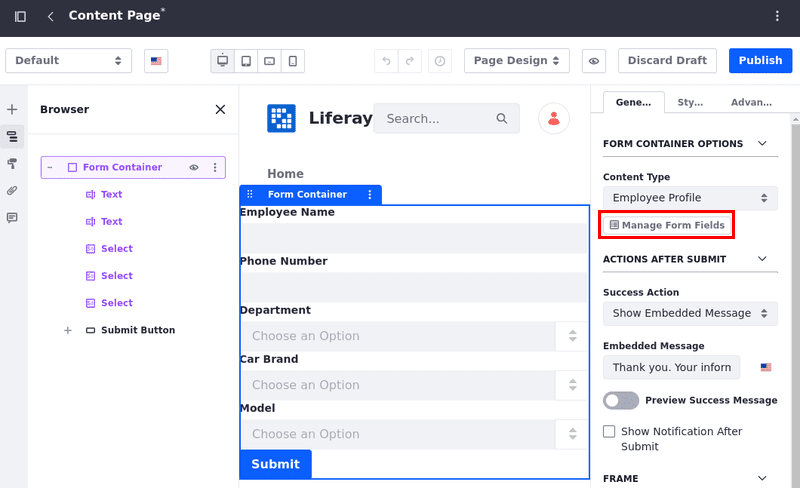 Content Page*
Default
Page Design
Discard Draft
Publish
Browser
Form Container
Text
Text
Select
Select
Select
Submit Button
Liferay
Search...
Home
Form Container
Employee Name
Phone Number
Department
Choose an Option
Car Brand
Choose an Option
Model
Choose an Option
Submit
Gene...
Sty...
Advan...
FORM CONTAINER OPTIONS
Content Type
Employee Profile
Manage Form Fields
ACTIONS AFTER SUBMIT
Success Action
Show Embedded Message
Embedded Message
Thank you. Your inforn
Preview Success Message
Show Notification After
Submit
FRAME